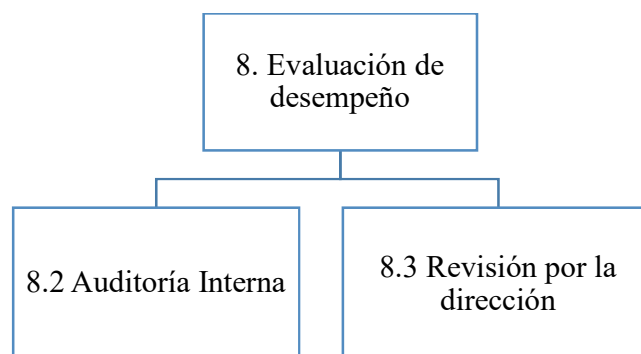 8. Evaluación de
desempeño
8.2 Auditoría Interna
8.3 Revisión por la
dirección